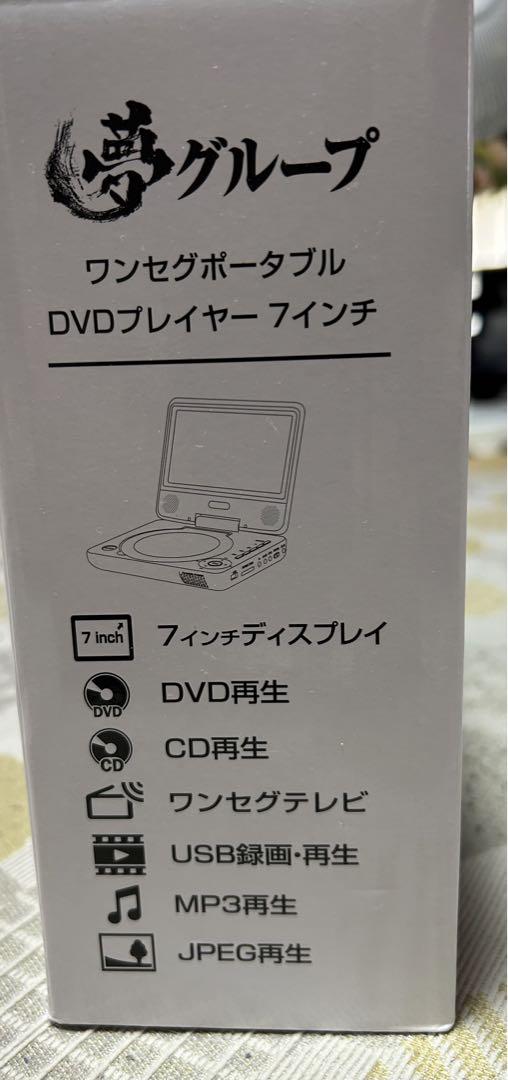 夢グループ
ワンセグポータブル
DVDプレイヤー 7インチ
7 inch 7インチディスプレイ
DVD DVD再生
CD CD再生
ワンセグテレビ
USB録画・再生
MP3再生
JPEG再生